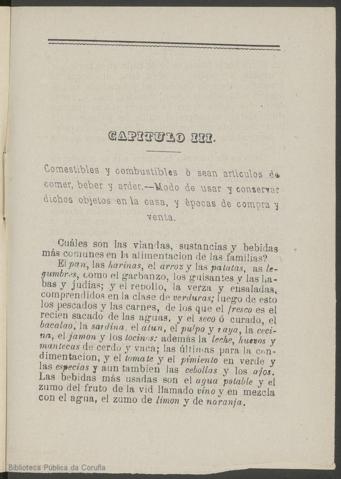 CAPITULO III.
Comestibles y combustibles ó sean artículos de
comer, beber y arder.—Modo de usar y conservar
dichos objetos en la casa, y épocas de compra y
venta.
Cuáles son las viandas, sustancias y bebidas
más comunes en la alimentacion de las familias?
El pan, las harinas, el arroz y las patatas, as le-
gumbres, como el garbanzo, los guisantes y las ha-
bas y judías; y el repollo, la verza y ensaladas,
comprendidos en la clase de verduras; luego de esto
los pescados y las carnes, de los que el fresco es el
recien sacado de las aguas, y el seco ó curado, el
bacalao, la sardina, el atun, el pulpo y raya, la ceci-
na, el jamon y los tocinos: además la leche, huevos y
mantecas de cerdo y vaca; las últimas para la con-
dimentacion, y el tomate y el pimiento en verde y
las especias y aun tambien las cebollas y los ajos.
Las bebidas más usadas son el agua potable y el
zumo del fruto de la vid llamado vino y en mezcla
con el agua, el zumo de limon y de naranja.
Biblioteca Pública da Coruña